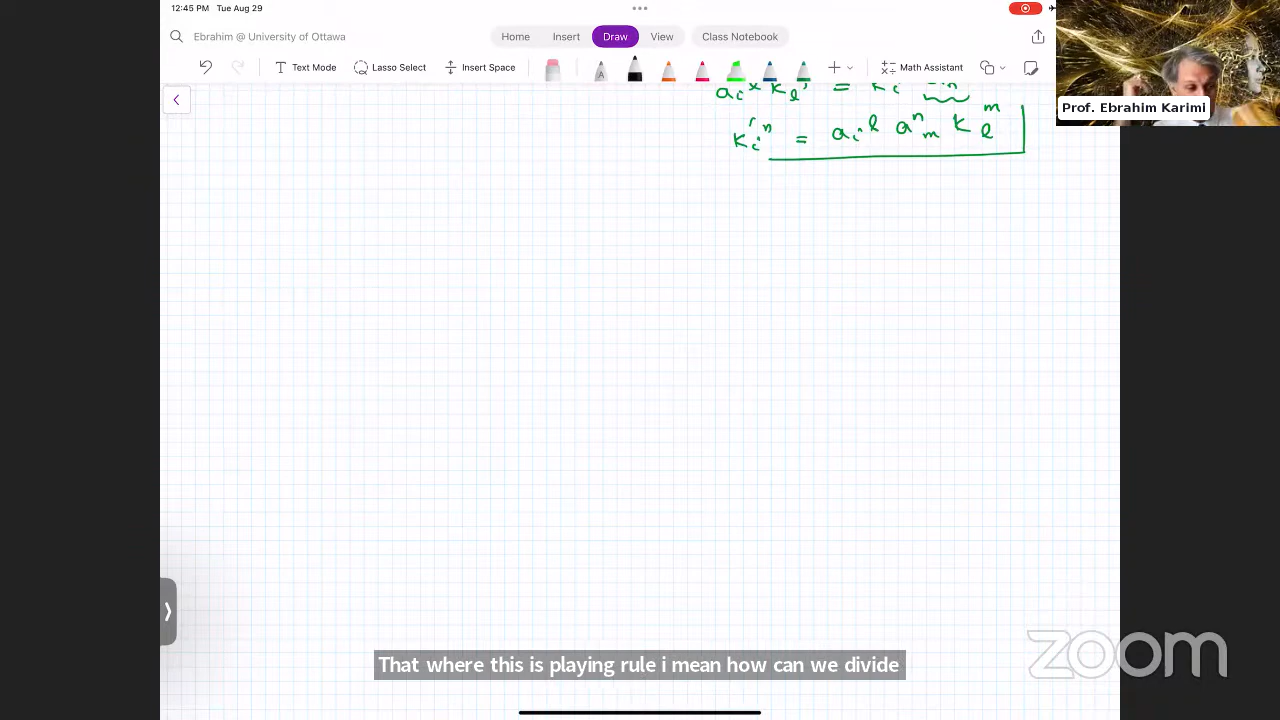 12:45 PM Tue Aug 29
Ebrahim @ University of Ottawa
Home Insert Draw View Class Notebook
Text Mode Lasso Select Insert Space Math Assistant
Prof. Ebrahim Karimi
k'ᵢⁿ = aᵢˡ aⁿₘ kₗᵐ
That where this is playing rule i mean how can we divide
zoom